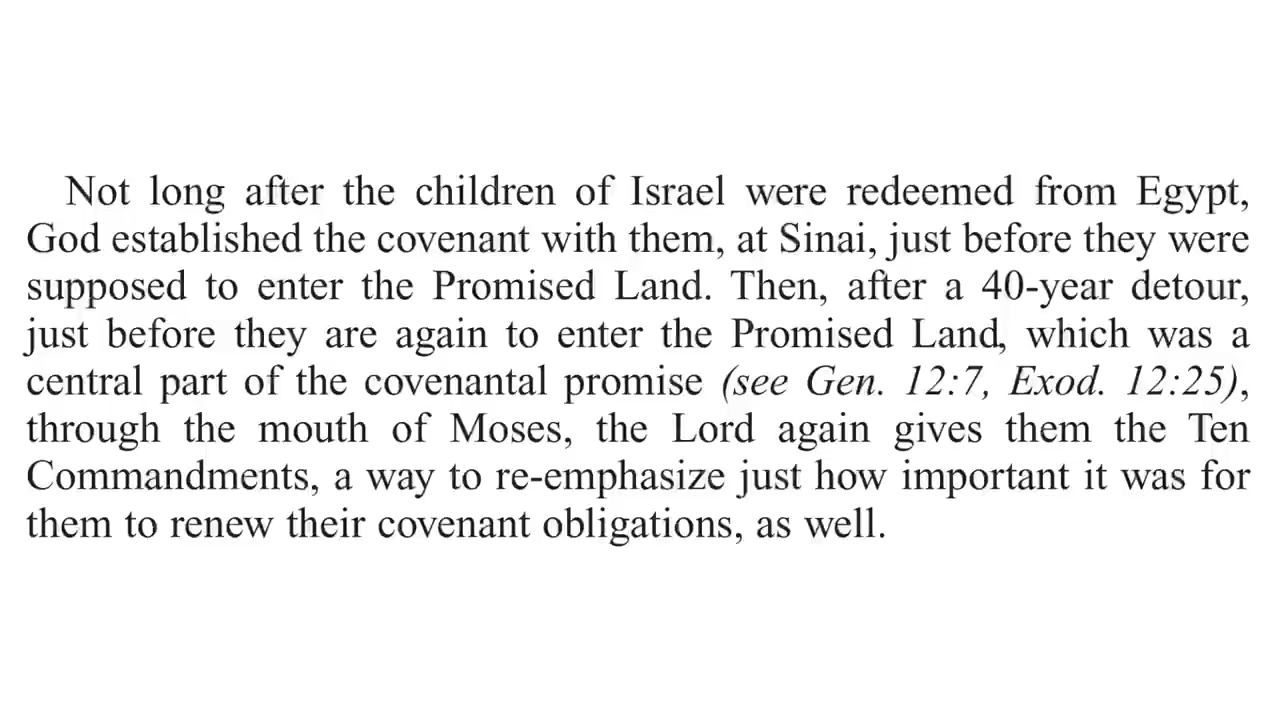 Not long after the children of Israel were redeemed from Egypt,
God established the covenant with them, at Sinai, just before they were
supposed to enter the Promised Land. Then, after a 40-year detour,
just before they are again to enter the Promised Land, which was a
central part of the covenantal promise (see Gen. 12:7, Exod. 12:25),
through the mouth of Moses, the Lord again gives them the Ten
Commandments, a way to re-emphasize just how important it was for
them to renew their covenant obligations, as well.